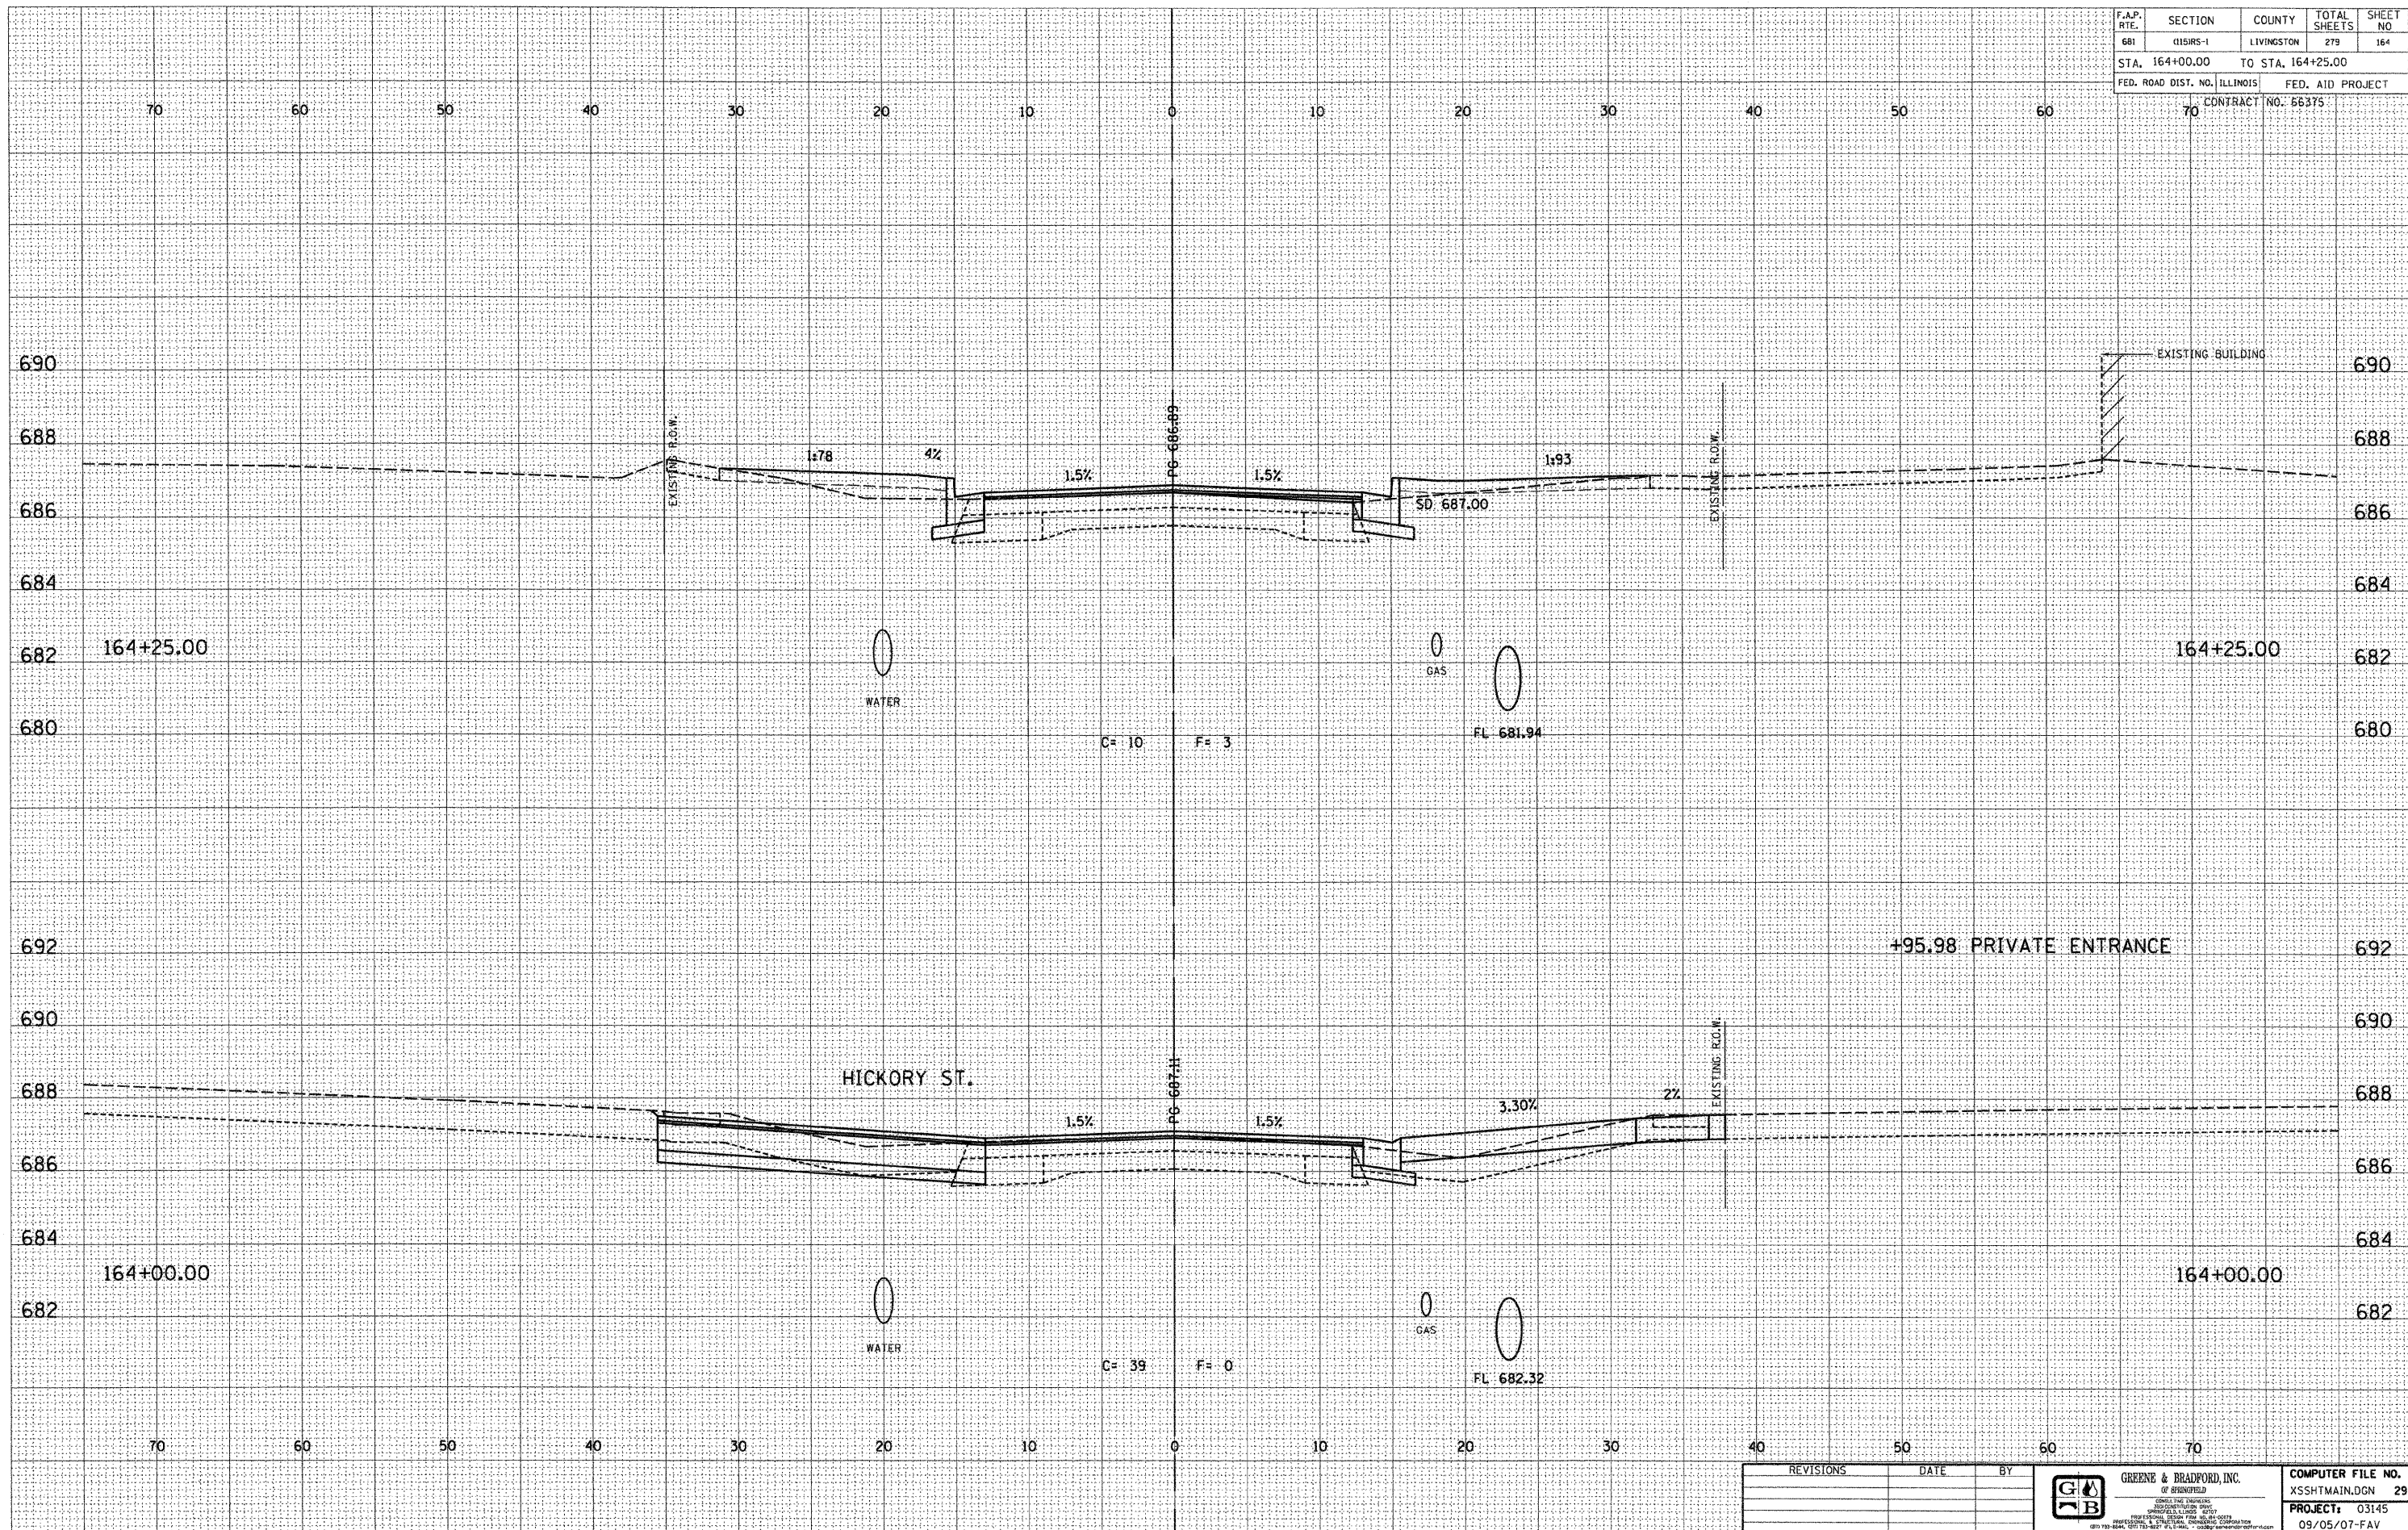 F.A.P. RTE. SECTION COUNTY TOTAL SHEETS SHEET NO
681 (115)RS-1 LIVINGSTON 279 164
STA. 164+00.00 TO STA. 164+25.00
FED. ROAD DIST. NO. ILLINOIS FED. AID PROJECT
CONTRACT NO. 66375
70 60 50 40 30 20 10 0 10 20 30 40 50 60 70
EXISTING BUILDING
690 690
688 688
EXISTING R.O.W.
1:78 4% 1.5% PG 686.89 1.5% 1:93
EXISTING R.O.W.
SD 687.00
686 686
684 684
164+25.00 164+25.00
682 682
GAS
WATER
680 680
FL 681.94
C= 10 F= 3
692 +95.98 PRIVATE ENTRANCE 692
690 690
EXISTING R.O.W.
688 688
HICKORY ST.
1.5% PG 687.11 1.5% 3.30% 2%
686 686
684 684
164+00.00 164+00.00
682 682
GAS
WATER
C= 39 F= 0
FL 682.32
70 60 50 40 30 20 10 0 10 20 30 40 50 60 70
REVISIONS DATE BY
G B
GREENE & BRADFORD, INC.
OF SPRINGFIELD
CONSULTING ENGINEERS
SPRINGFIELD, ILLINOIS 62707
COMPUTER FILE NO.
XSSHTMAIN.DGN 29
PROJECT: 03145
09/05/07-FAV